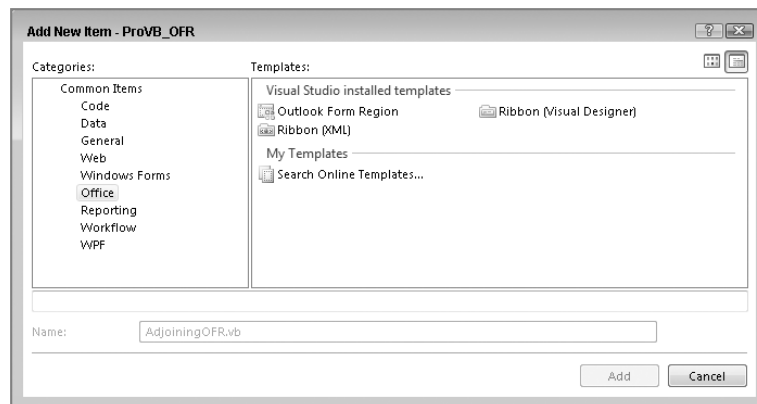 Add New Item - ProVB_OFR
Categories:
Templates:
Common Items
Code
Data
General
Web
Windows Forms
Office
Reporting
Workflow
WPF
Visual Studio installed templates
Outlook Form Region
Ribbon (Visual Designer)
Ribbon (XML)
My Templates
Search Online Templates...
Name:
AdjoiningOFR.vb
Add
Cancel